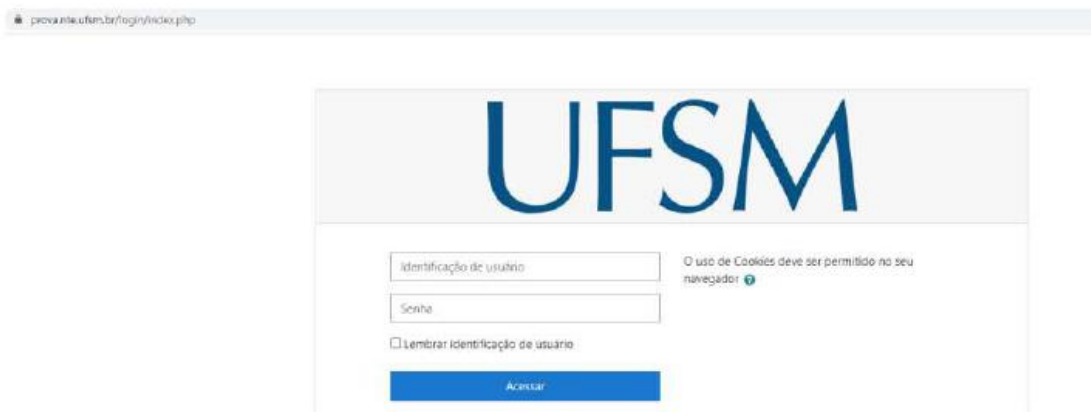 prova.nte.ufsm.br/login/index.php
UFSM
Identificação de usuário
O uso de Cookies deve ser permitido no seu
navegador
Senha
Lembrar identificação de usuário
Acessar